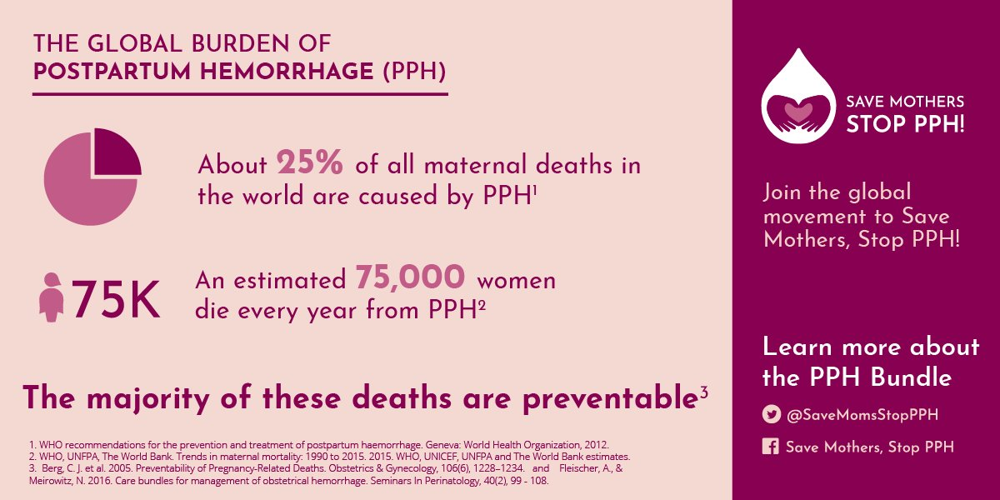 THE GLOBAL BURDEN OF
POSTPARTUM HEMORRHAGE (PPH)
About 25% of all maternal deaths in
the world are caused by PPH¹
75K
An estimated 75,000 women
die every year from PPH²
The majority of these deaths are preventable³
1. WHO recommendations for the prevention and treatment of postpartum haemorrhage. Geneva: World Health Organization, 2012.
2. WHO, UNFPA, The World Bank. Trends in maternal mortality: 1990 to 2015. 2015. WHO, UNICEF, UNFPA and The World Bank estimates.
3. Berg, C. J. et al. 2005. Preventability of Pregnancy-Related Deaths. Obstetrics & Gynecology, 106(6), 1228–1234. and Fleischer, A., &
Meirowitz, N. 2016. Care bundles for management of obstetrical hemorrhage. Seminars In Perinatology, 40(2), 99 - 108.
SAVE MOTHERS
STOP PPH!
Join the global
movement to Save
Mothers, Stop PPH!
Learn more about
the PPH Bundle
@SaveMomsStopPPH
Save Mothers, Stop PPH